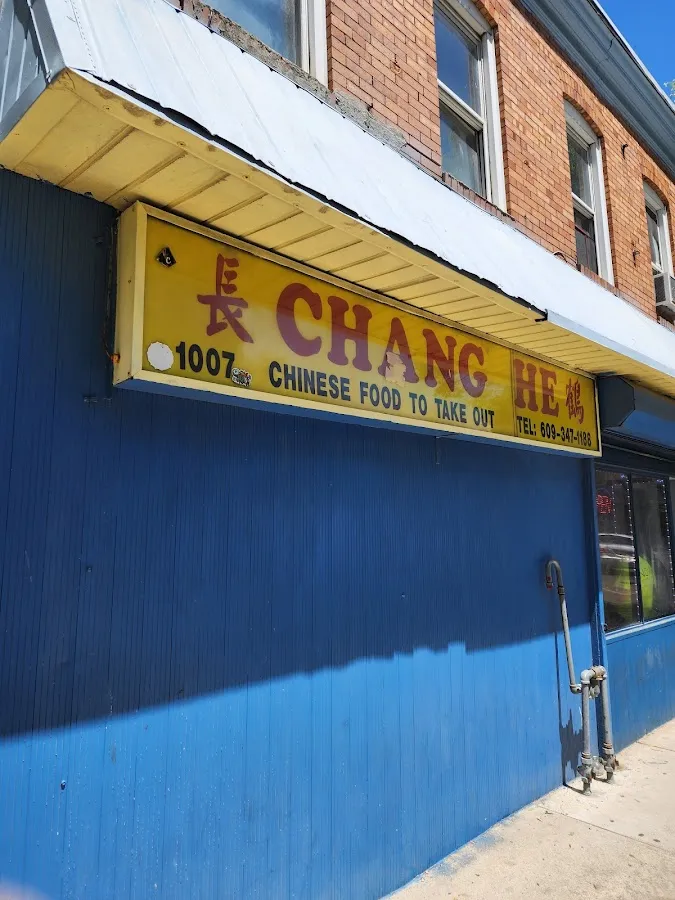 長 CHANG HE 鶴
1007 CHINESE FOOD TO TAKE OUT TEL: 609-347-1188